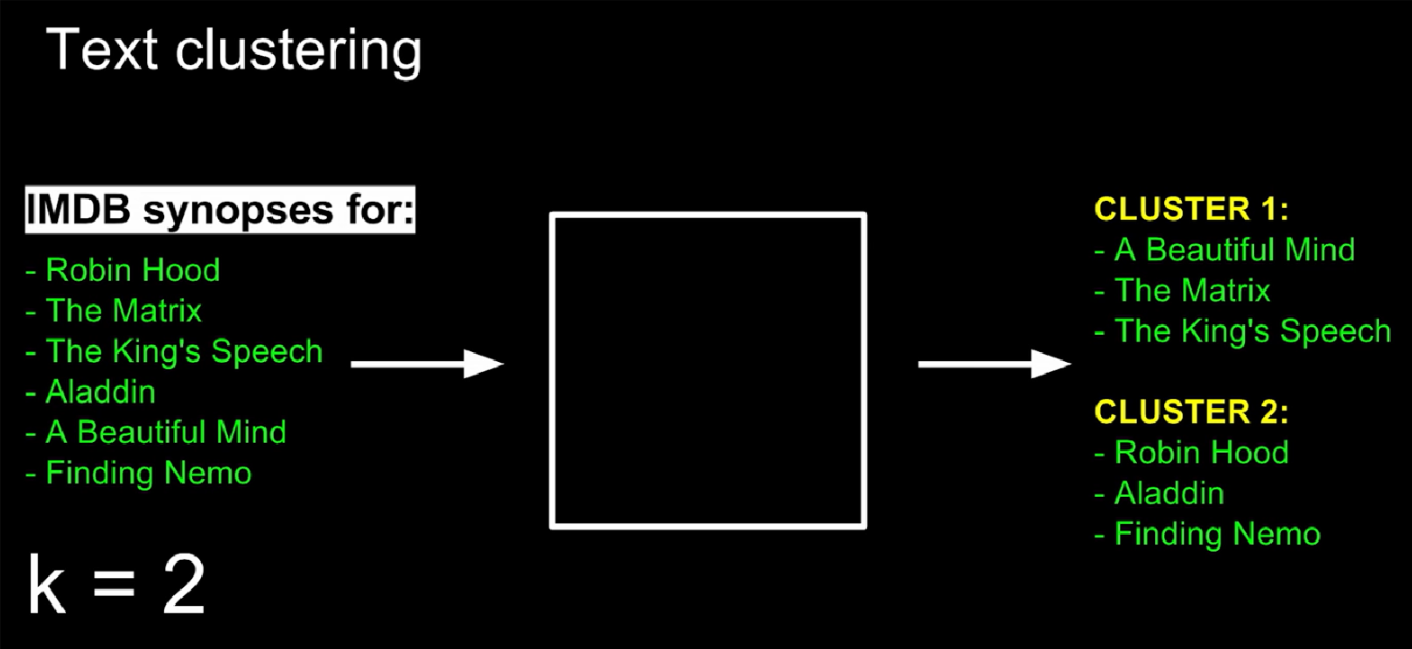 Text clustering
IMDB synopses for:
- Robin Hood
- The Matrix
- The King's Speech
- Aladdin
- A Beautiful Mind
- Finding Nemo
k = 2
CLUSTER 1:
- A Beautiful Mind
- The Matrix
- The King's Speech
CLUSTER 2:
- Robin Hood
- Aladdin
- Finding Nemo